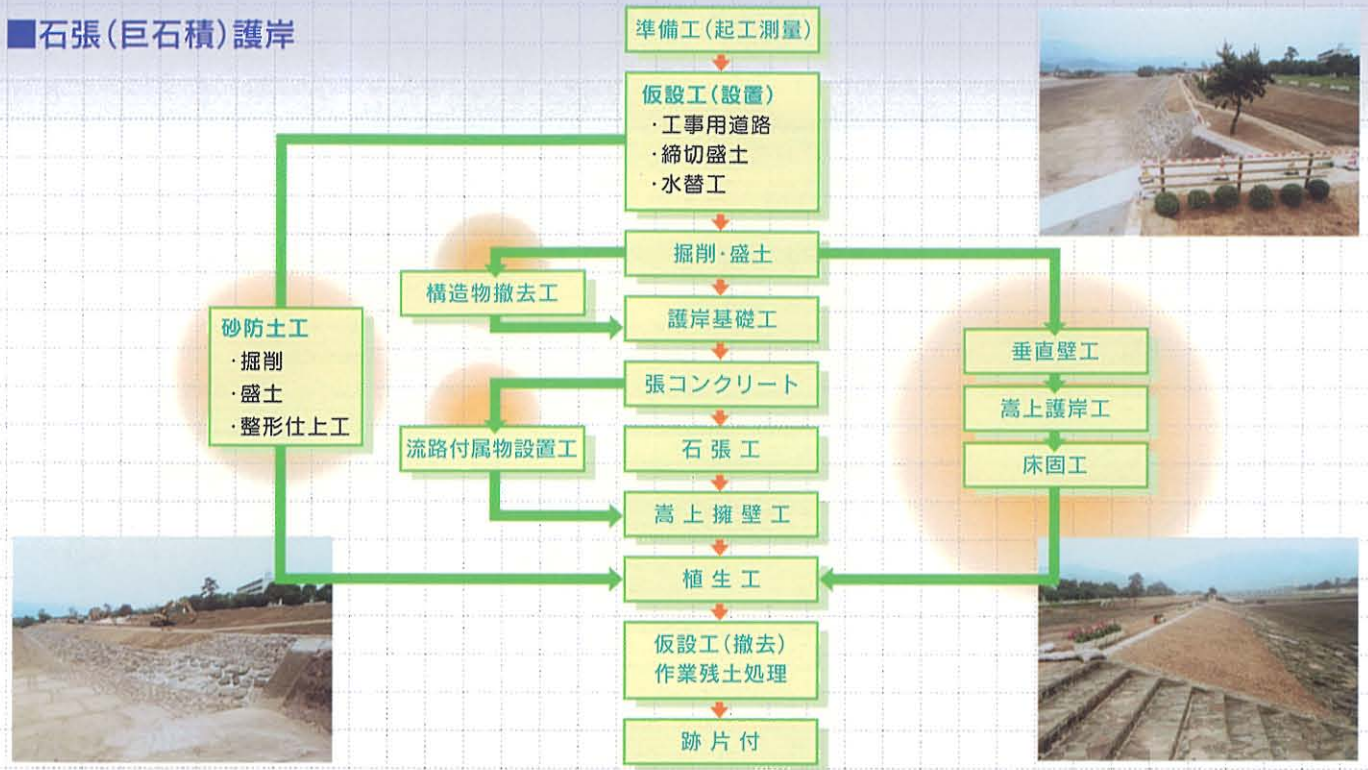 ■石張(巨石積)護岸
準備工(起工測量)
仮設工(設置)
・工事用道路
・締切盛土
・水替工
掘削・盛土
構造物撤去工
護岸基礎工
砂防土工
・掘削
・盛土
・整形仕上工
張コンクリート
流路付属物設置工
石張工
嵩上擁壁工
垂直壁工
嵩上護岸工
床固工
植生工
仮設工(撤去)
作業残土処理
跡片付